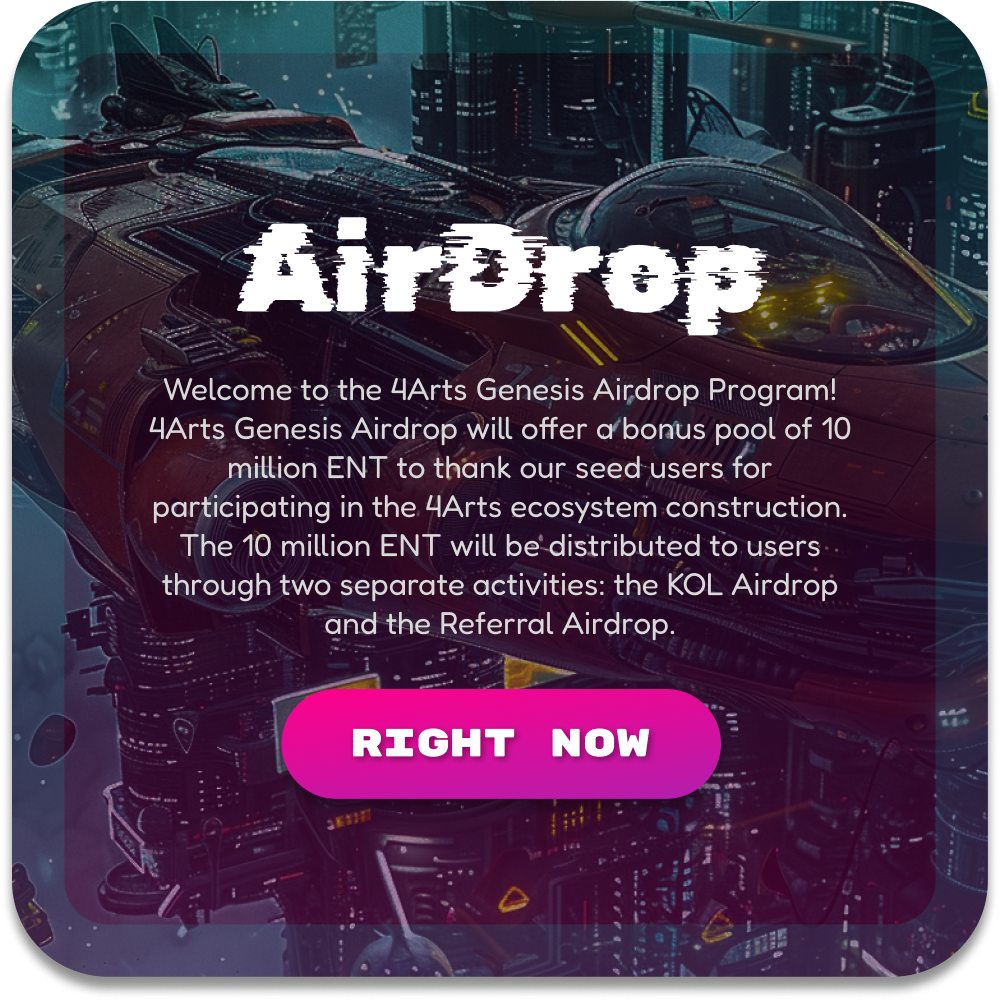 AirDrop
Welcome to the 4Arts Genesis Airdrop Program!
4Arts Genesis Airdrop will offer a bonus pool of 10
million ENT to thank our seed users for
participating in the 4Arts ecosystem construction.
The 10 million ENT will be distributed to users
through two separate activities: the KOL Airdrop
and the Referral Airdrop.
RIGHT NOW